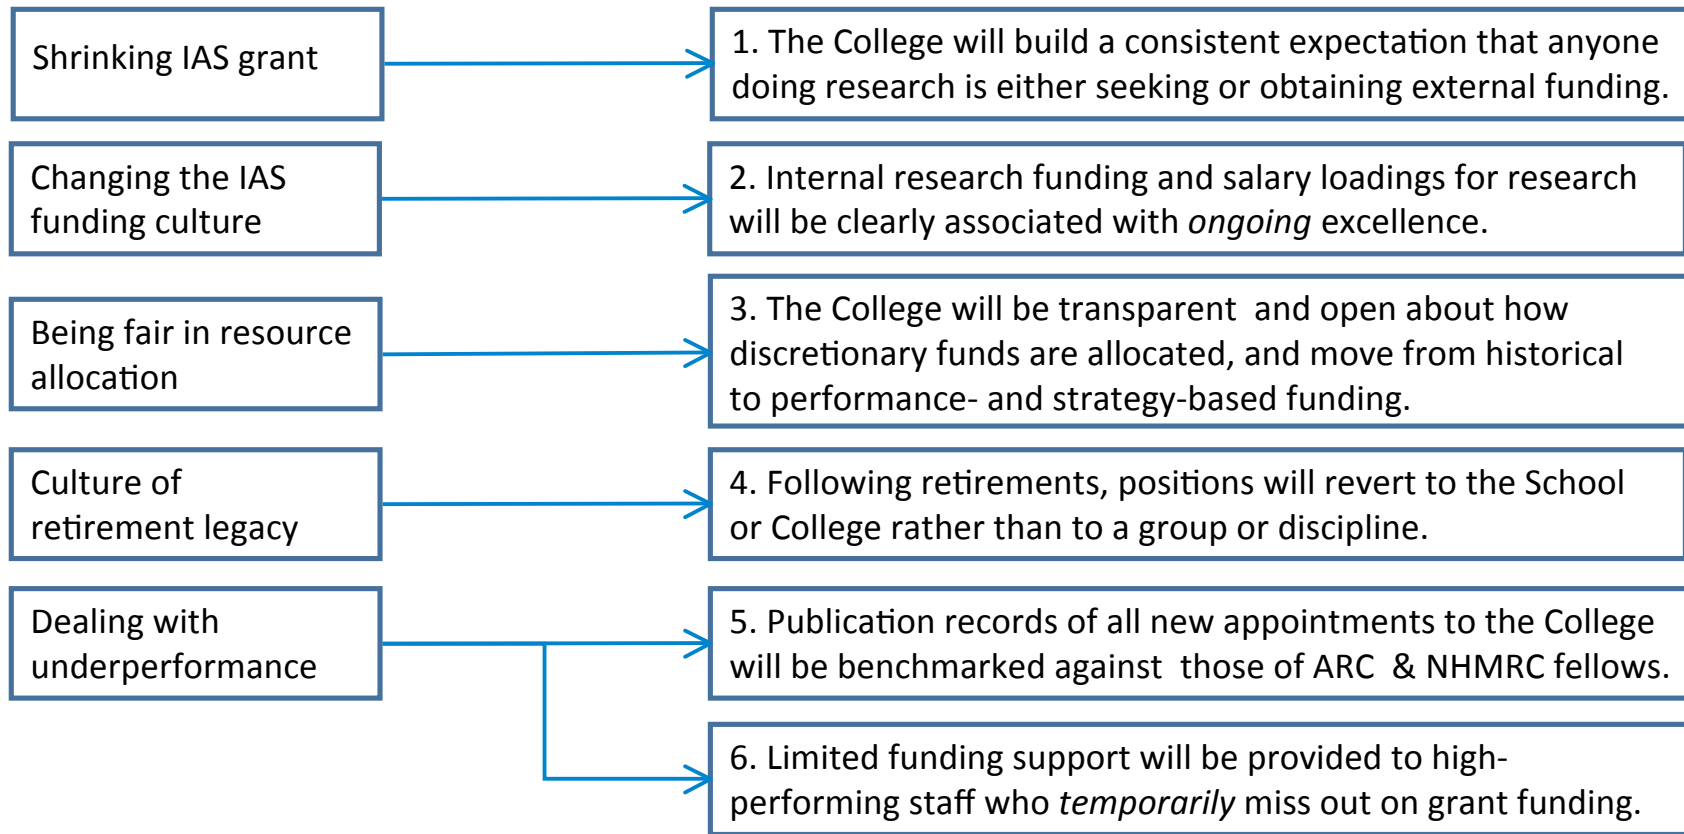 Shrinking IAS grant
1. The College will build a consistent expectation that anyone
doing research is either seeking or obtaining external funding.
Changing the IAS
funding culture
2. Internal research funding and salary loadings for research
will be clearly associated with ongoing excellence.
Being fair in resource
allocation
3. The College will be transparent  and open about how
discretionary funds are allocated, and move from historical
to performance- and strategy-based funding.
Culture of
retirement legacy
4. Following retirements, positions will revert to the School
or College rather than to a group or discipline.
Dealing with
underperformance
5. Publication records of all new appointments to the College
will be benchmarked against  those of ARC  & NHMRC fellows.
6. Limited funding support will be provided to high-
performing staff who temporarily miss out on grant funding.